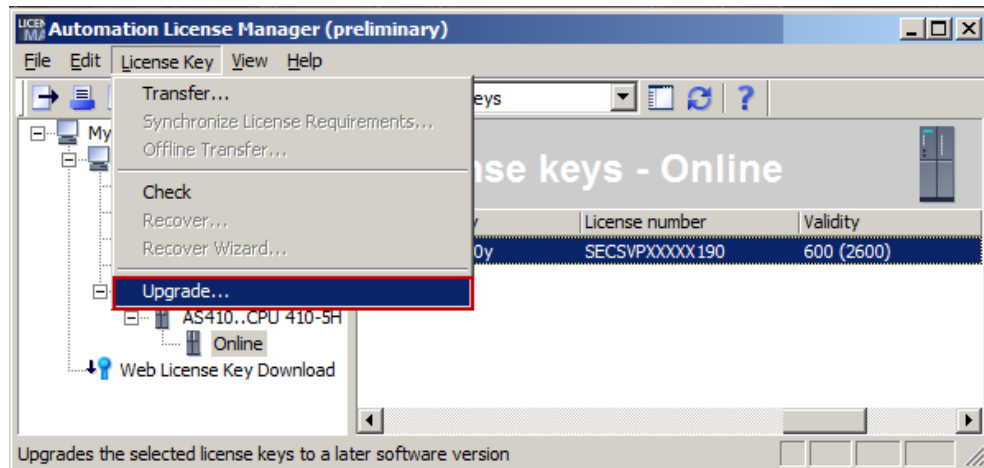 Automation License Manager (preliminary)
File Edit License Key View Help
Transfer...
Synchronize License Requirements...
Offline Transfer...
Check
Recover...
Recover Wizard...
Upgrade...
eys
?
My
nse keys - Online
License number Validity
0y SECSVPXXXXX190 600 (2600)
AS410..CPU 410-5H
Online
Web License Key Download
Upgrades the selected license keys to a later software version